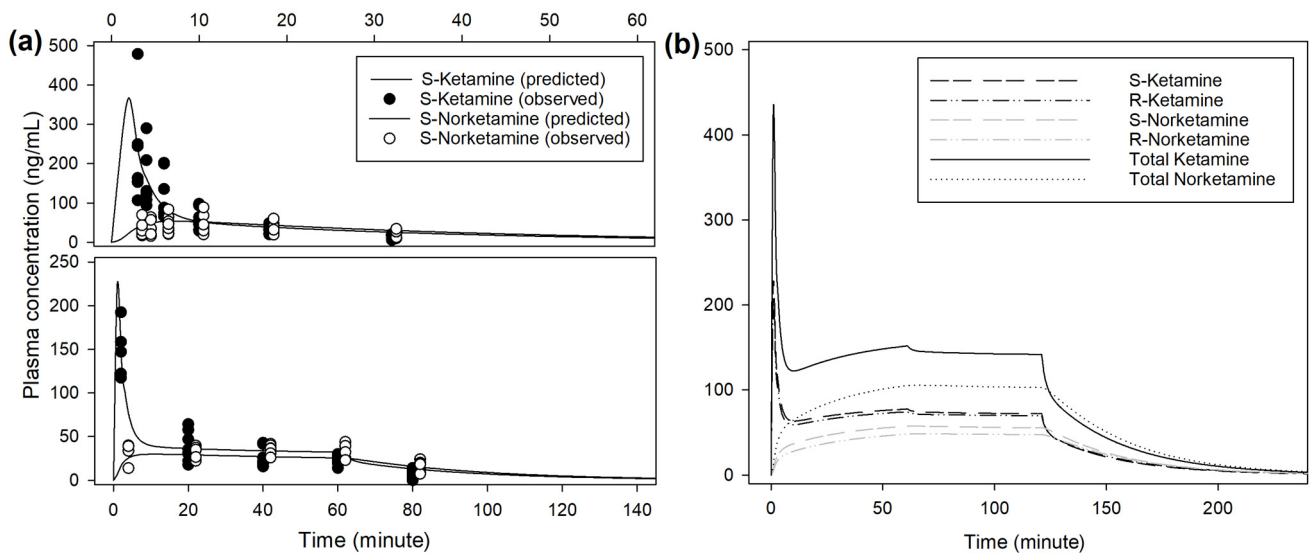 0 10 20 30 40 50 60
(a)
500
400
300
200
100
0
S-Ketamine (predicted)
S-Ketamine (observed)
S-Norketamine (predicted)
S-Norketamine (observed)
Plasma concentration (ng/mL)
250
200
150
100
50
0
0 20 40 60 80 100 120 140
Time (minute)
(b)
500
400
300
200
100
0
S-Ketamine
R-Ketamine
S-Norketamine
R-Norketamine
Total Ketamine
Total Norketamine
0 50 100 150 200
Time (minute)